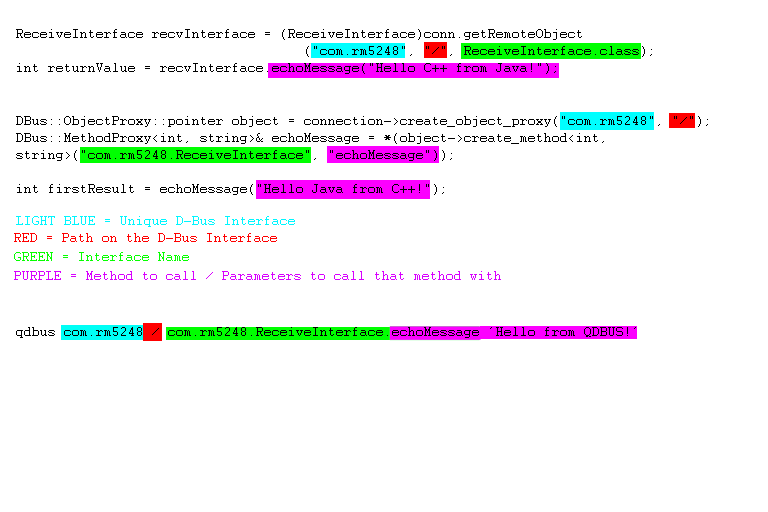 ReceiveInterface recvInterface = (ReceiveInterface)conn.getRemoteObject
("com.rm5248", "/", ReceiveInterface.class);
int returnValue = recvInterface.echoMessage("Hello C++ from Java!");
DBus::ObjectProxy::pointer object = connection->create_object_proxy("com.rm5248", "/");
DBus::MethodProxy<int, string>& echoMessage = *(object->create_method<int,
string>("com.rm5248.ReceiveInterface", "echoMessage"));
int firstResult = echoMessage("Hello Java from C++!");
LIGHT BLUE = Unique D-Bus Interface
RED = Path on the D-Bus Interface
GREEN = Interface Name
PURPLE = Method to call / Parameters to call that method with
qdbus com.rm5248 / com.rm5248.ReceiveInterface.echoMessage 'Hello from QDBUS!'